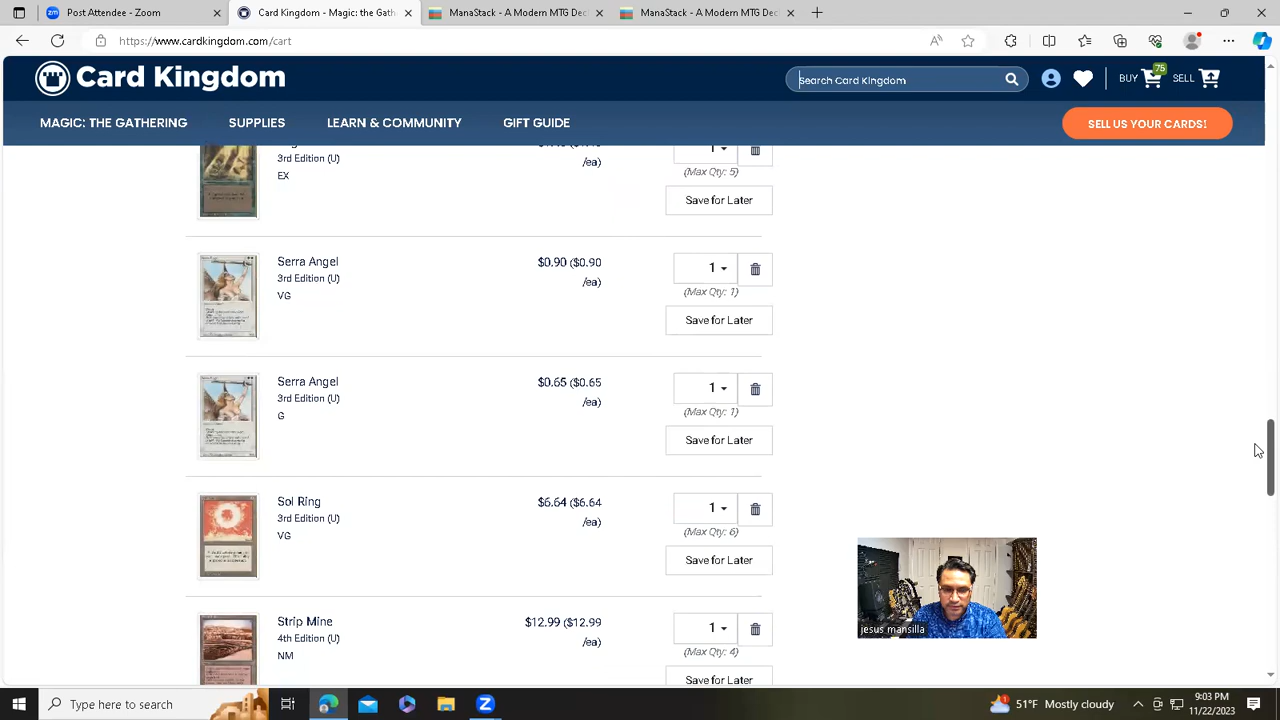 Post Attendee - Zoom
Card Kingdom - Magic: the Gath
ManaStack - A Modern MTG Dec
ManaStack - A Modern MTG Dec
https://www.cardkingdom.com/cart
Card Kingdom
Search Card Kingdom
BUY
75
SELL
MAGIC: THE GATHERING
SUPPLIES
LEARN & COMMUNITY
GIFT GUIDE
SELL US YOUR CARDS!
3rd Edition (U)
EX
/ea)
1
(Max Qty: 5)
Save for Later
Serra Angel
3rd Edition (U)
VG
$0.90 ($0.90
/ea)
1
(Max Qty: 1)
Save for Later
Serra Angel
3rd Edition (U)
G
$0.65 ($0.65
/ea)
1
(Max Qty: 1)
Save for Later
Sol Ring
3rd Edition (U)
VG
$6.64 ($6.64
/ea)
1
(Max Qty: 6)
Save for Later
Strip Mine
4th Edition (U)
NM
$12.99 ($12.99
/ea)
1
(Max Qty: 4)
Save for Later
jesus mansilla
Type here to search
51°F Mostly cloudy
9:03 PM
11/22/2023